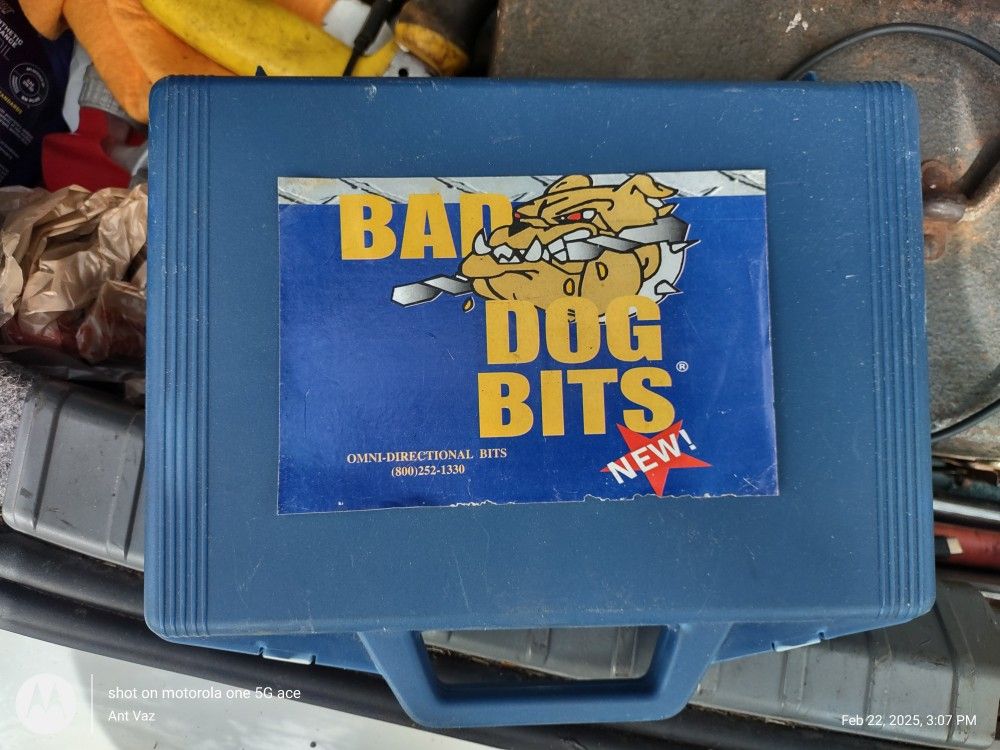 BAD
DOG
BITS®
NEW!
OMNI-DIRECTIONAL BITS
(800)252-1330
shot on motorola one 5G ace
Ant Vaz
Feb 22, 2025, 3:07 PM